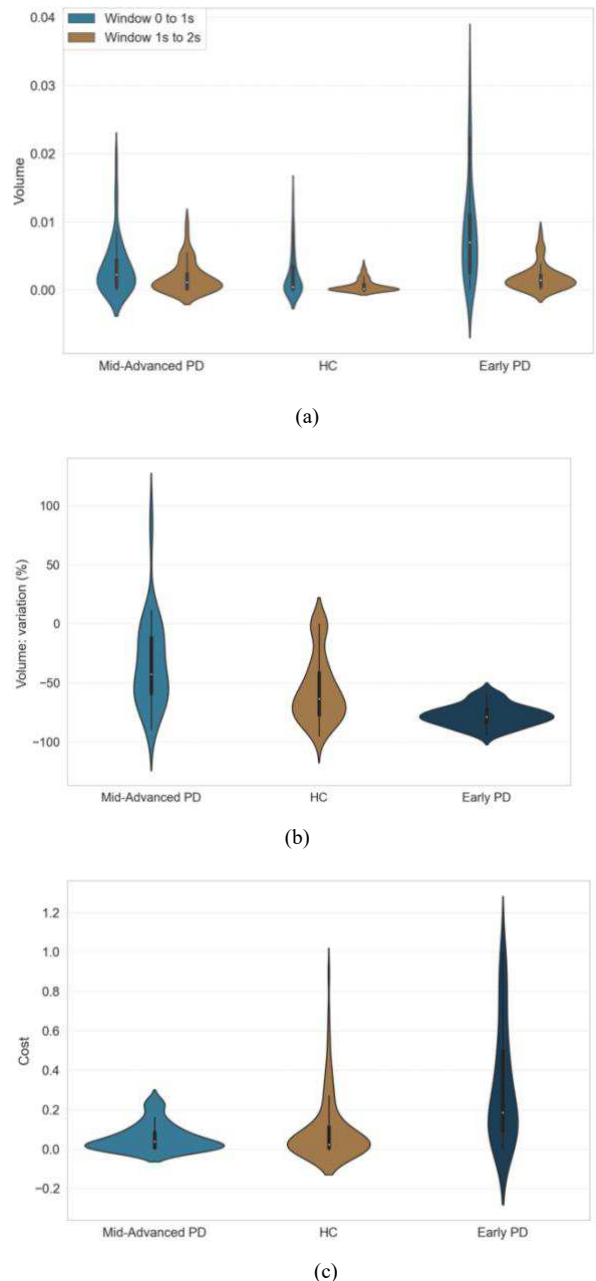 0.04
Window 0 to 1s
Window 1s to 2s
0.03
0.02
0.01
0.00
Volume
Mid-Advanced PD HC Early PD
(a)
100
50
0
−50
−100
Volume: variation (%)
Mid-Advanced PD HC Early PD
(b)
1.2
1.0
0.8
0.6
0.4
0.2
0.0
−0.2
Cost
Mid-Advanced PD HC Early PD
(c)